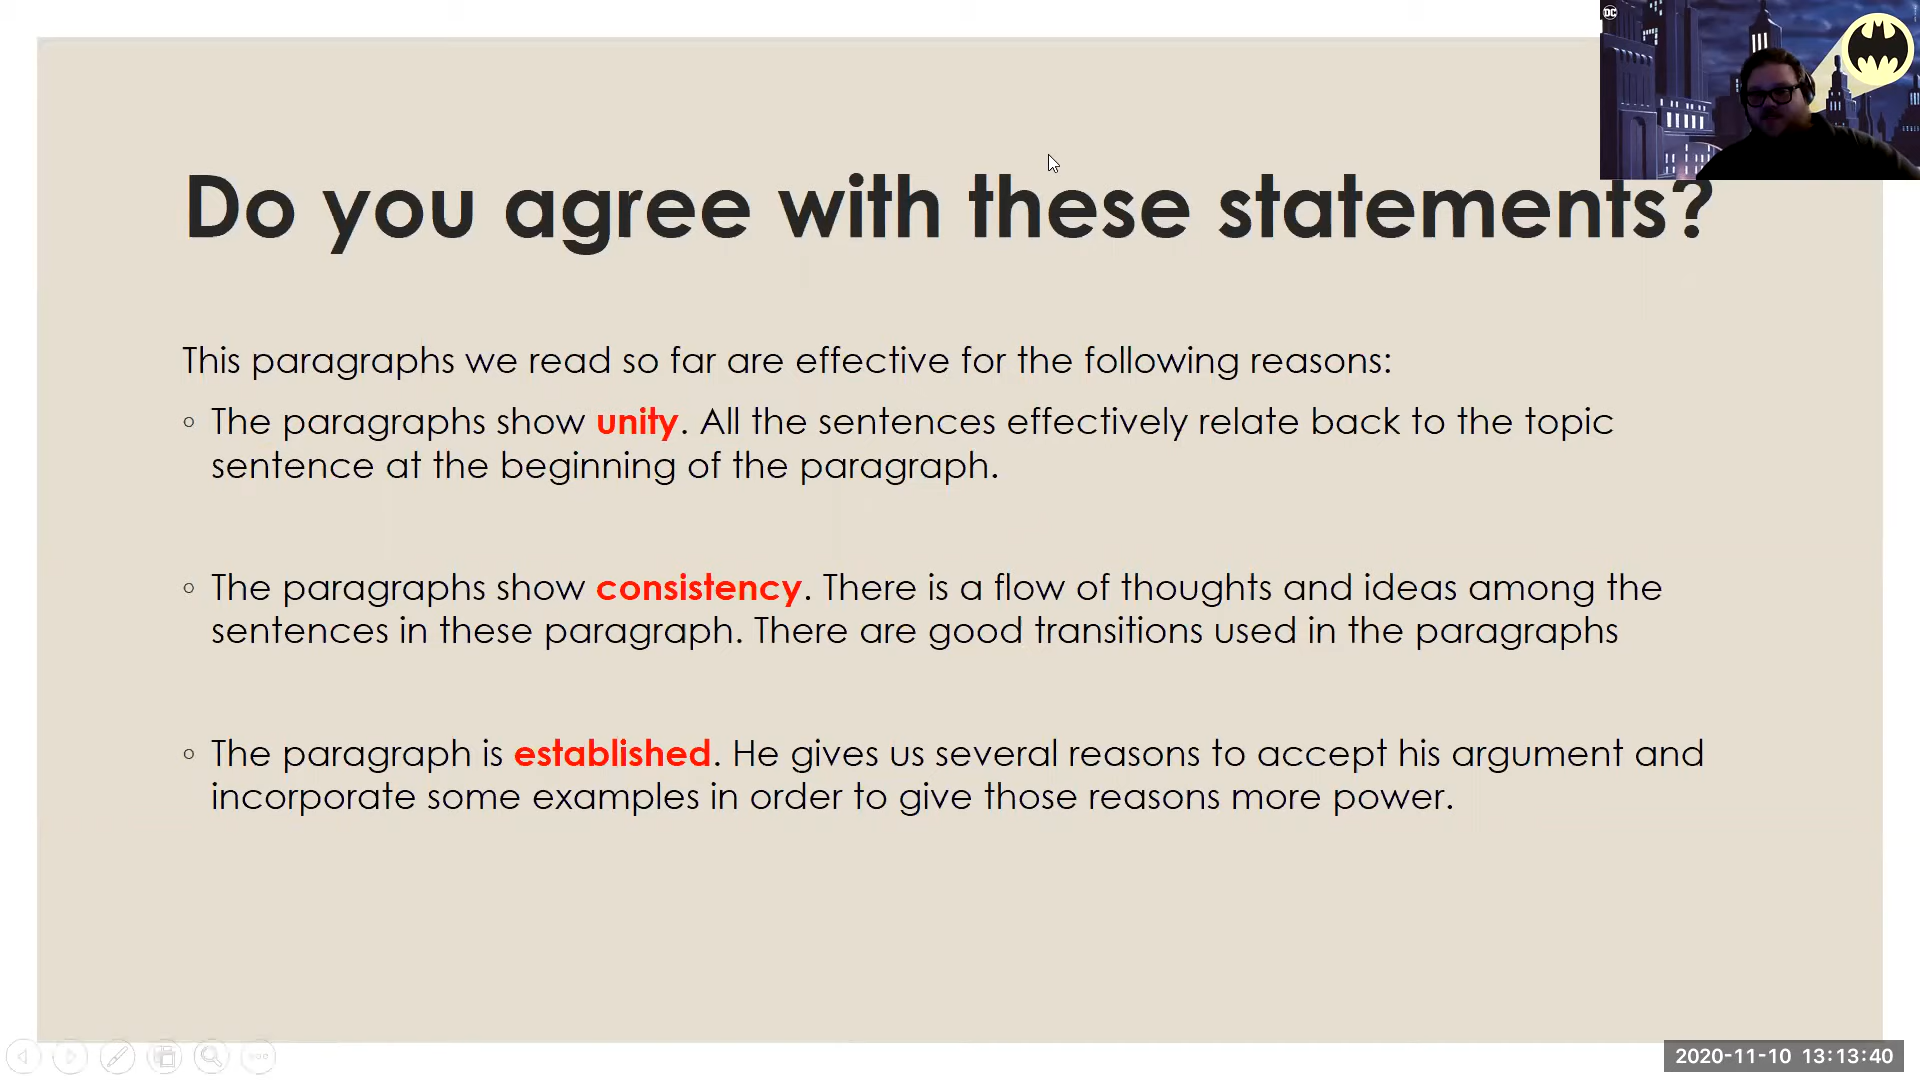 DC
Do you agree with these statements?
This paragraphs we read so far are effective for the following reasons:
◦ The paragraphs show unity. All the sentences effectively relate back to the topic
sentence at the beginning of the paragraph.
◦ The paragraphs show consistency. There is a flow of thoughts and ideas among the
sentences in these paragraph. There are good transitions used in the paragraphs
◦ The paragraph is established. He gives us several reasons to accept his argument and
incorporate some examples in order to give those reasons more power.
2020-11-10 13:13:40